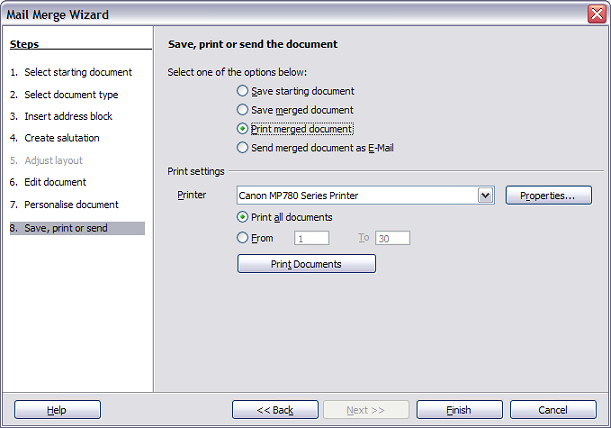 Mail Merge Wizard
Steps
1. Select starting document
2. Select document type
3. Insert address block
4. Create salutation
5. Adjust layout
6. Edit document
7. Personalise document
8. Save, print or send
Save, print or send the document
Select one of the options below:
Save starting document
Save merged document
Print merged document
Send merged document as E-Mail
Print settings
Printer Canon MP780 Series Printer Properties...
Print all documents
From 1 To 30
Print Documents
Help << Back Next >> Finish Cancel